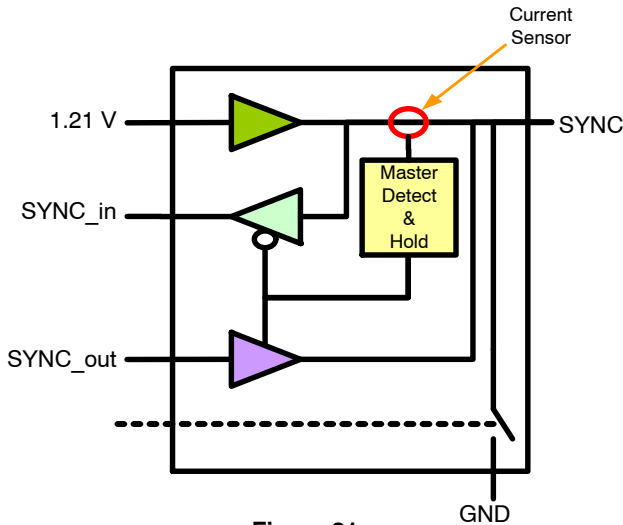 Current
Sensor
1.21 V
SYNC
Master
Detect
&
Hold
SYNC_in
SYNC_out
GND